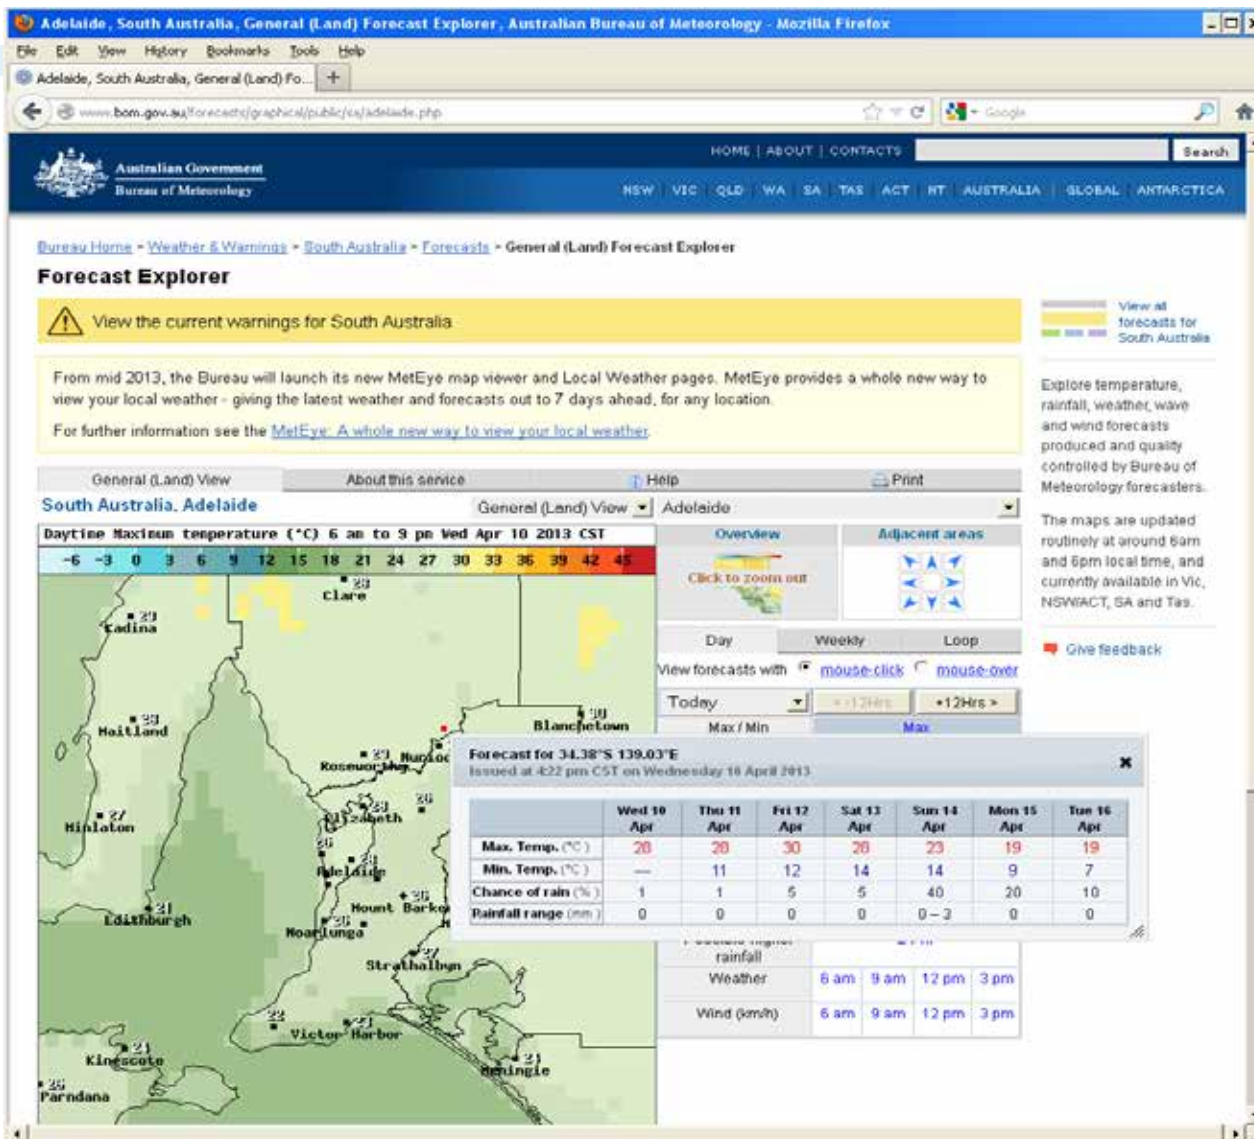 Adelaide, South Australia, General (Land) Forecast Explorer, Australian Bureau of Meteorology - Mozilla Firefox
File Edit View History Bookmarks Tools Help
Adelaide, South Australia, General (Land) Fo... +
www.bom.gov.au/forecasts/graphical/public/sa/adelaide.php
Google
HOME | ABOUT | CONTACTS
Search
Australian Government
Bureau of Meteorology
NSW | VIC | QLD | WA | SA | TAS | ACT | NT | AUSTRALIA | GLOBAL | ANTARCTICA
Bureau Home » Weather & Warnings » South Australia » Forecasts » General (Land) Forecast Explorer
Forecast Explorer
View the current warnings for South Australia
From mid 2013, the Bureau will launch its new MetEye map viewer and Local Weather pages. MetEye provides a whole new way to
view your local weather - giving the latest weather and forecasts out to 7 days ahead, for any location.
For further information see the MetEye: A whole new way to view your local weather.
View all
forecasts for
South Australia
Explore temperature,
rainfall, weather, wave
and wind forecasts
produced and quality
controlled by Bureau of
Meteorology forecasters.
The maps are updated
routinely at around 6am
and 6pm local time, and
currently available in Vic,
NSW/ACT, SA and Tas.
Give feedback
General (Land) View About this service Help Print
South Australia, Adelaide General (Land) View Adelaide
Daytime Maximum temperature (°C) 6 am to 9 pm Wed Apr 10 2013 CST
-6 -3 0 3 6 9 12 15 18 21 24 27 30 33 36 39 42 45
Overview
Click to zoom out
Adjacent areas
Day Weekly Loop
View forecasts with mouse-click mouse-over
Today +12Hrs >
Max / Min Max
Clare
Kadina
Maitland
Blanchetown
30
Roseworthy
Elizabeth
Minlaton
27
Adelaide
Mount Barke
26
Edithburgh
21
Noarlunga
Strathalbyn
27
22
Victor Harbor
Kingscote
Meningie
Parndana
26
Forecast for 34.38°S 139.03°E
Issued at 4:22 pm CST on Wednesday 10 April 2013
Wed 10 Apr Thu 11 Apr Fri 12 Apr Sat 13 Apr Sun 14 Apr Mon 15 Apr Tue 16 Apr
Max. Temp. (°C) 28 28 30 28 23 19 19
Min. Temp. (°C) — 11 12 14 14 9 7
Chance of rain (%) 1 1 5 5 40 20 10
Rainfall range (mm) 0 0 0 0 0 – 3 0 0
rainfall
Weather 6 am 9 am 12 pm 3 pm
Wind (km/h) 6 am 9 am 12 pm 3 pm